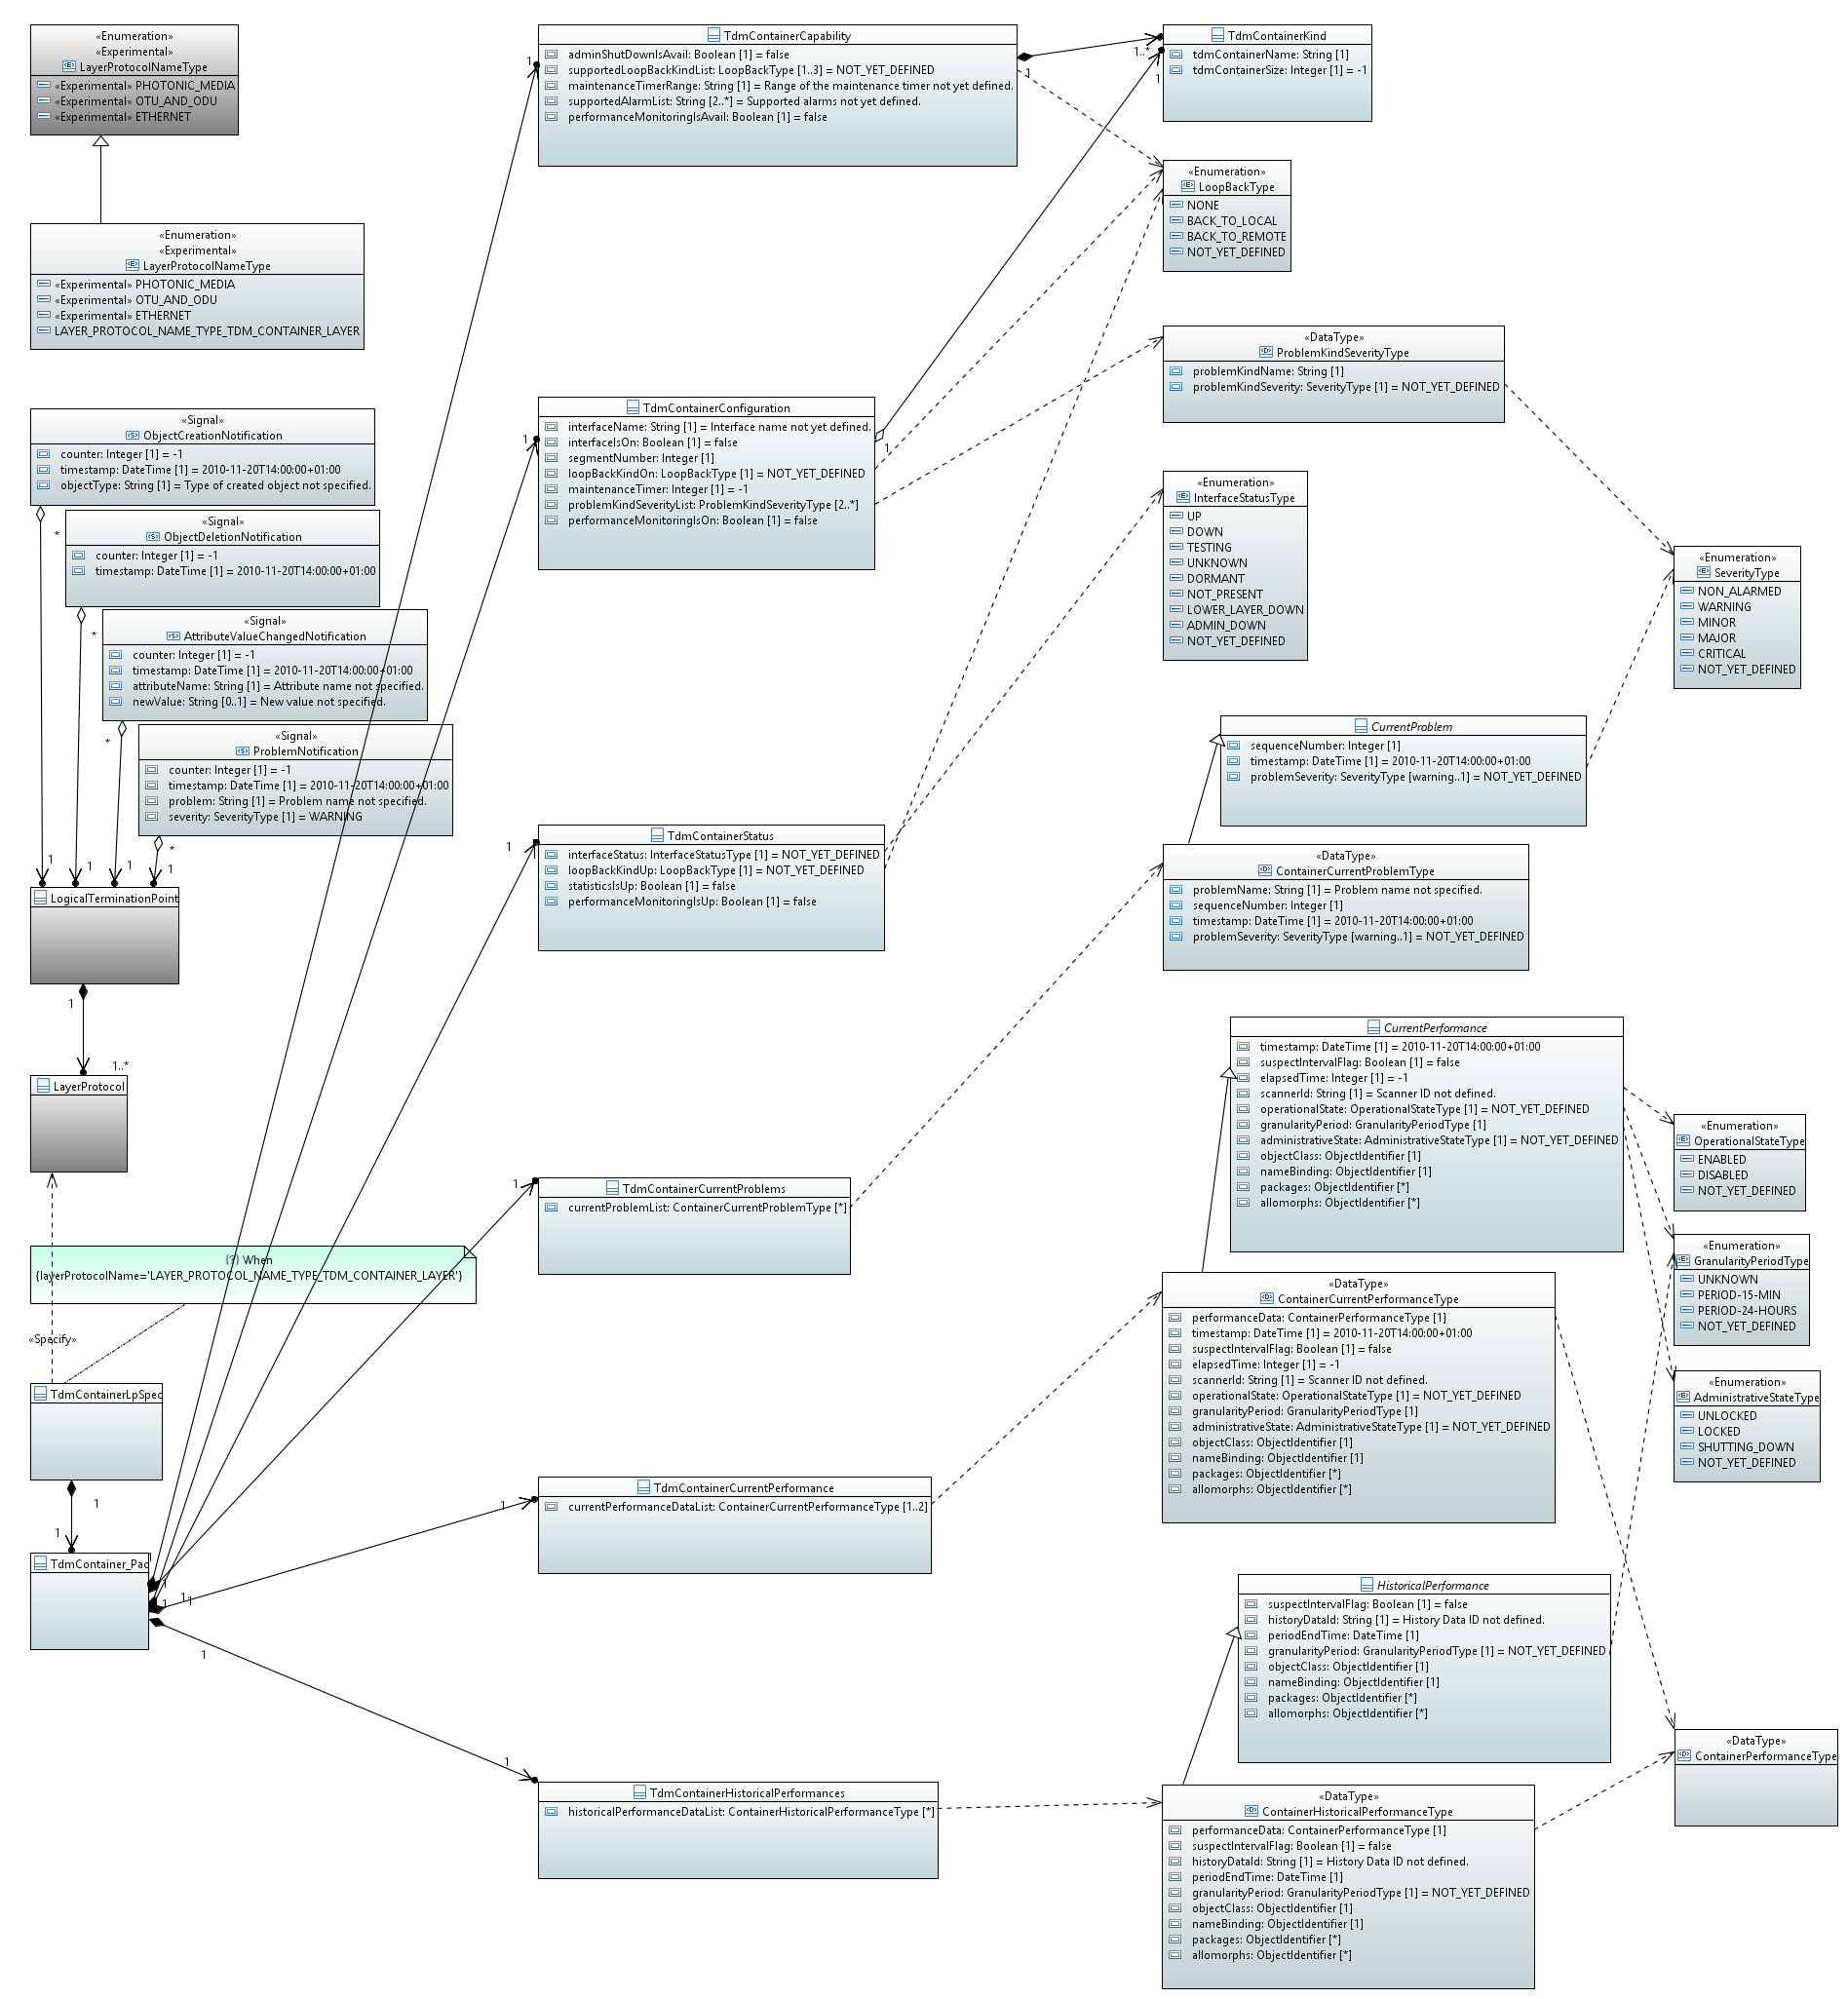 «Enumeration»
«Experimental»
LayerProtocolNameType
«Experimental» PHOTONIC_MEDIA
«Experimental» OTU_AND_ODU
«Experimental» ETHERNET
«Enumeration»
«Experimental»
LayerProtocolNameType
«Experimental» PHOTONIC_MEDIA
«Experimental» OTU_AND_ODU
«Experimental» ETHERNET
LAYER_PROTOCOL_NAME_TYPE_TDM_CONTAINER_LAYER
«Signal»
ObjectCreationNotification
counter: Integer [1] = -1
timestamp: DateTime [1] = 2010-11-20T14:00:00+01:00
objectType: String [1] = Type of created object not specified.
*
«Signal»
ObjectDeletionNotification
counter: Integer [1] = -1
timestamp: DateTime [1] = 2010-11-20T14:00:00+01:00
*
«Signal»
AttributeValueChangedNotification
counter: Integer [1] = -1
timestamp: DateTime [1] = 2010-11-20T14:00:00+01:00
attributeName: String [1] = Attribute name not specified.
newValue: String [0..1] = New value not specified.
*
«Signal»
ProblemNotification
counter: Integer [1] = -1
timestamp: DateTime [1] = 2010-11-20T14:00:00+01:00
problem: String [1] = Problem name not specified.
severity: SeverityType [1] = WARNING
*
1 1 1 1
LogicalTerminationPoint
1
1..*
LayerProtocol
{?} When
{layerProtocolName='LAYER_PROTOCOL_NAME_TYPE_TDM_CONTAINER_LAYER'}
«Specify»
TdmContainerLpSpec
1
1
TdmContainer_Pac
1
1
1
1
1
TdmContainerCapability
adminShutDownIsAvail: Boolean [1] = false
supportedLoopBackKindList: LoopBackType [1..3] = NOT_YET_DEFINED
maintenanceTimerRange: String [1] = Range of the maintenance timer not yet defined.
supportedAlarmList: String [2..*] = Supported alarms not yet defined.
performanceMonitoringIsAvail: Boolean [1] = false
1
1
1..*
1
TdmContainerKind
tdmContainerName: String [1]
tdmContainerSize: Integer [1] = -1
«Enumeration»
LoopBackType
NONE
BACK_TO_LOCAL
BACK_TO_REMOTE
NOT_YET_DEFINED
1
TdmContainerConfiguration
interfaceName: String [1] = Interface name not yet defined.
interfaceIsOn: Boolean [1] = false
segmentNumber: Integer [1]
loopBackKindOn: LoopBackType [1] = NOT_YET_DEFINED
maintenanceTimer: Integer [1] = -1
problemKindSeverityList: ProblemKindSeverityType [2..*]
performanceMonitoringIsOn: Boolean [1] = false
1
«DataType»
ProblemKindSeverityType
problemKindName: String [1]
problemKindSeverity: SeverityType [1] = NOT_YET_DEFINED
«Enumeration»
InterfaceStatusType
UP
DOWN
TESTING
UNKNOWN
DORMANT
NOT_PRESENT
LOWER_LAYER_DOWN
ADMIN_DOWN
NOT_YET_DEFINED
«Enumeration»
SeverityType
NON_ALARMED
WARNING
MINOR
MAJOR
CRITICAL
NOT_YET_DEFINED
CurrentProblem
sequenceNumber: Integer [1]
timestamp: DateTime [1] = 2010-11-20T14:00:00+01:00
problemSeverity: SeverityType [warning..1] = NOT_YET_DEFINED
1
TdmContainerStatus
interfaceStatus: InterfaceStatusType [1] = NOT_YET_DEFINED
loopBackKindUp: LoopBackType [1] = NOT_YET_DEFINED
statisticsIsUp: Boolean [1] = false
performanceMonitoringIsUp: Boolean [1] = false
«DataType»
ContainerCurrentProblemType
problemName: String [1] = Problem name not specified.
sequenceNumber: Integer [1]
timestamp: DateTime [1] = 2010-11-20T14:00:00+01:00
problemSeverity: SeverityType [warning..1] = NOT_YET_DEFINED
CurrentPerformance
timestamp: DateTime [1] = 2010-11-20T14:00:00+01:00
suspectIntervalFlag: Boolean [1] = false
elapsedTime: Integer [1] = -1
scannerId: String [1] = Scanner ID not defined.
operationalState: OperationalStateType [1] = NOT_YET_DEFINED
granularityPeriod: GranularityPeriodType [1]
administrativeState: AdministrativeStateType [1] = NOT_YET_DEFINED
objectClass: ObjectIdentifier [1]
nameBinding: ObjectIdentifier [1]
packages: ObjectIdentifier [*]
allomorphs: ObjectIdentifier [*]
«Enumeration»
OperationalStateType
ENABLED
DISABLED
NOT_YET_DEFINED
«Enumeration»
GranularityPeriodType
UNKNOWN
PERIOD-15-MIN
PERIOD-24-HOURS
NOT_YET_DEFINED
«Enumeration»
AdministrativeStateType
UNLOCKED
LOCKED
SHUTTING_DOWN
NOT_YET_DEFINED
1
TdmContainerCurrentProblems
currentProblemList: ContainerCurrentProblemType [*]
«DataType»
ContainerCurrentPerformanceType
performanceData: ContainerPerformanceType [1]
timestamp: DateTime [1] = 2010-11-20T14:00:00+01:00
suspectIntervalFlag: Boolean [1] = false
elapsedTime: Integer [1] = -1
scannerId: String [1] = Scanner ID not defined.
operationalState: OperationalStateType [1] = NOT_YET_DEFINED
granularityPeriod: GranularityPeriodType [1]
administrativeState: AdministrativeStateType [1] = NOT_YET_DEFINED
objectClass: ObjectIdentifier [1]
nameBinding: ObjectIdentifier [1]
packages: ObjectIdentifier [*]
allomorphs: ObjectIdentifier [*]
1
TdmContainerCurrentPerformance
currentPerformanceDataList: ContainerCurrentPerformanceType [1..2]
HistoricalPerformance
suspectIntervalFlag: Boolean [1] = false
historyDataId: String [1] = History Data ID not defined.
periodEndTime: DateTime [1]
granularityPeriod: GranularityPeriodType [1] = NOT_YET_DEFINED
objectClass: ObjectIdentifier [1]
nameBinding: ObjectIdentifier [1]
packages: ObjectIdentifier [*]
allomorphs: ObjectIdentifier [*]
«DataType»
ContainerPerformanceType
1
TdmContainerHistoricalPerformances
historicalPerformanceDataList: ContainerHistoricalPerformanceType [*]
«DataType»
ContainerHistoricalPerformanceType
performanceData: ContainerPerformanceType [1]
suspectIntervalFlag: Boolean [1] = false
historyDataId: String [1] = History Data ID not defined.
periodEndTime: DateTime [1]
granularityPeriod: GranularityPeriodType [1] = NOT_YET_DEFINED
objectClass: ObjectIdentifier [1]
nameBinding: ObjectIdentifier [1]
packages: ObjectIdentifier [*]
allomorphs: ObjectIdentifier [*]